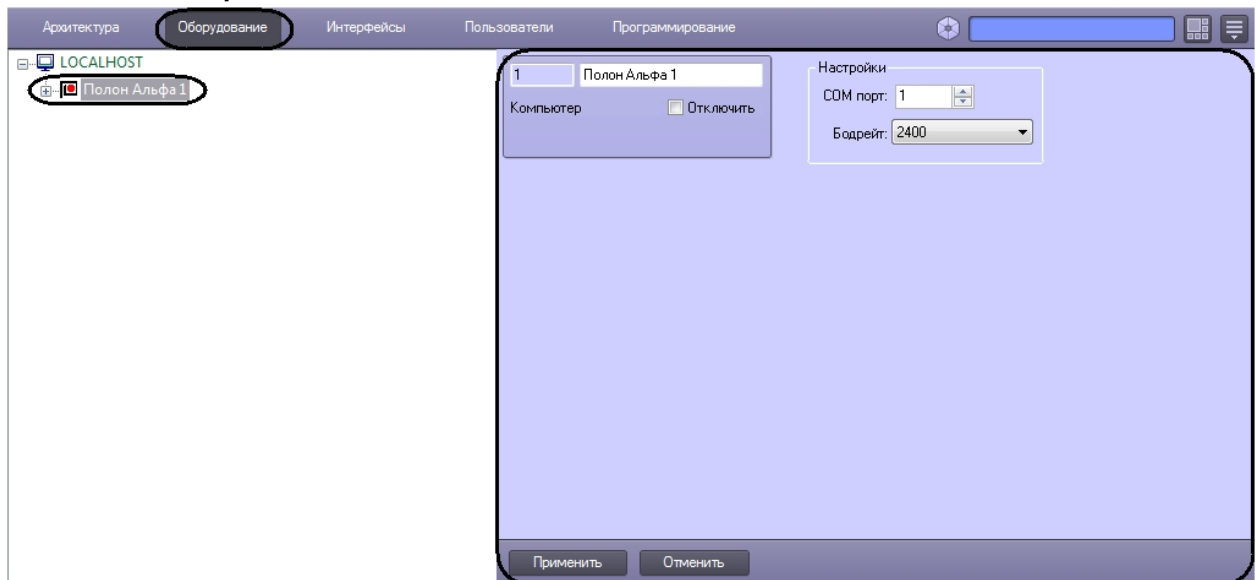 Архитектура Оборудование Интерфейсы Пользователи Программирование
LOCALHOST
Полон Альфа 1
1 Полон Альфа 1
Компьютер Отключить
Настройки
COM порт: 1
Бодрейт: 2400
Применить Отменить